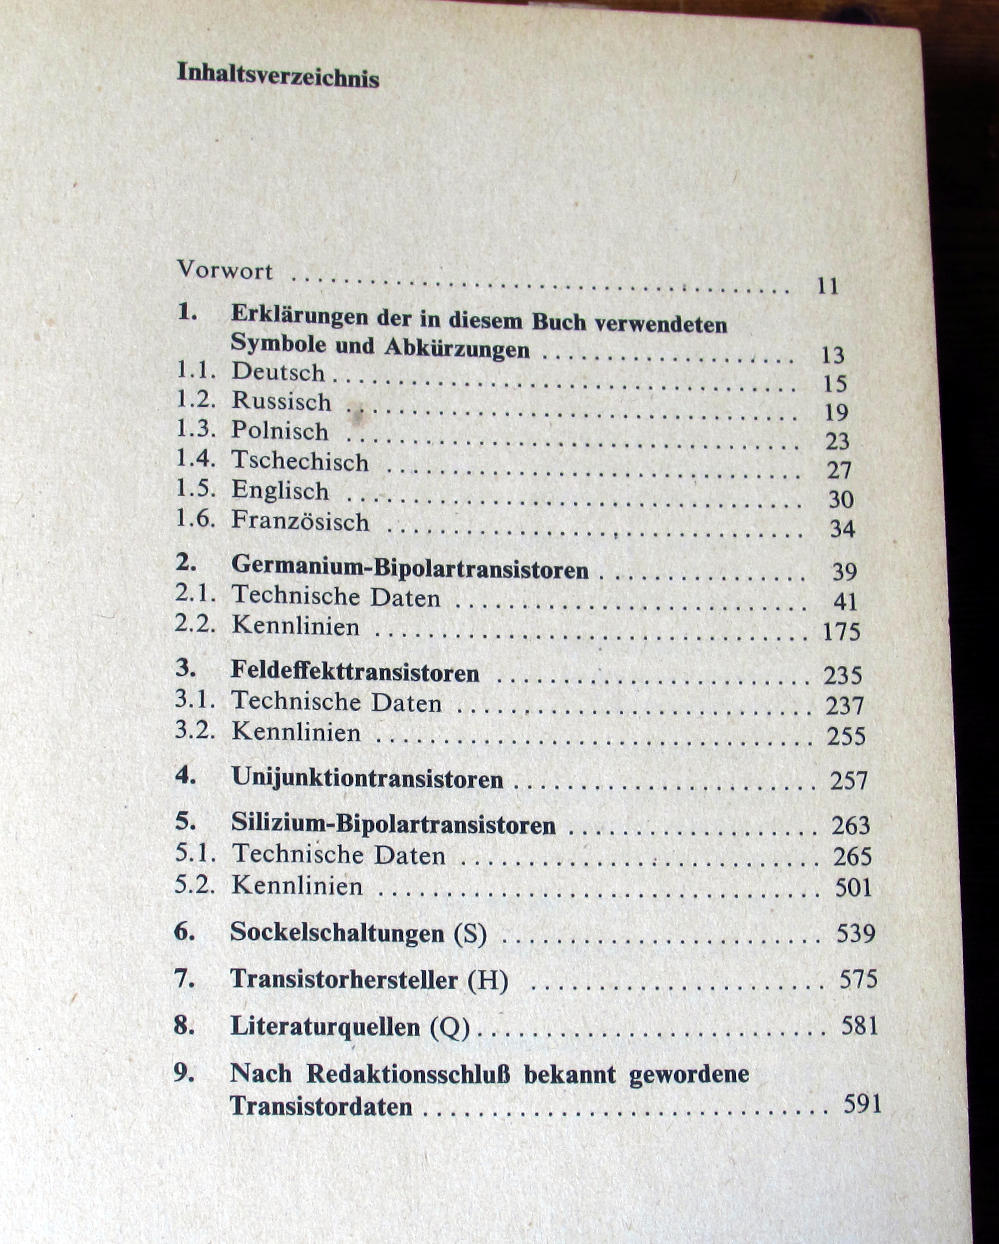 Inhaltsverzeichnis
Vorwort ........................................ 11
1. Erklärungen der in diesem Buch verwendeten
Symbole und Abkürzungen .................... 13
1.1. Deutsch .................................... 15
1.2. Russisch ................................... 19
1.3. Polnisch ................................... 23
1.4. Tschechisch ................................ 27
1.5. Englisch ................................... 30
1.6. Französisch ................................ 34
2. Germanium-Bipolartransistoren ................ 39
2.1. Technische Daten ........................... 41
2.2. Kennlinien ................................. 175
3. Feldeffekttransistoren ........................ 235
3.1. Technische Daten ........................... 237
3.2. Kennlinien ................................. 255
4. Unijunktiontransistoren ....................... 257
5. Silizium-Bipolartransistoren ................... 263
5.1. Technische Daten ........................... 265
5.2. Kennlinien ................................. 501
6. Sockelschaltungen (S) ........................ 539
7. Transistorhersteller (H) ...................... 575
8. Literaturquellen (Q) .......................... 581
9. Nach Redaktionsschluß bekannt gewordene
Transistordaten .............................. 591